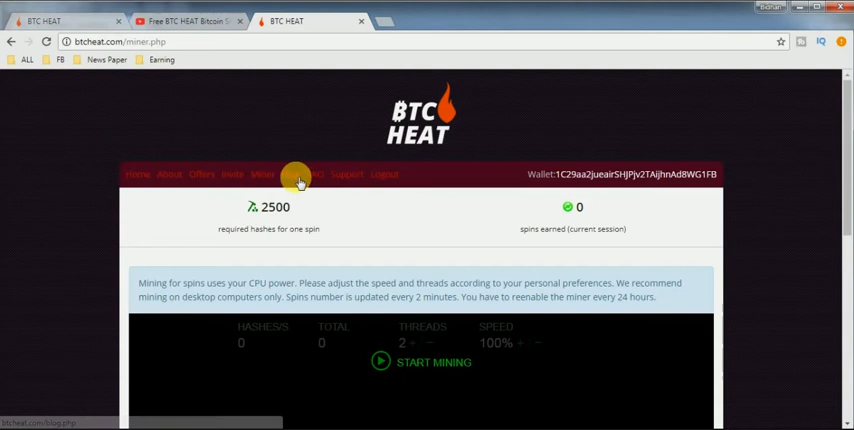 Bidhan
BTC HEAT
Free BTC HEAT Bitcoin S
BTC HEAT
btcheat.com/miner.php
ALL FB News Paper Earning
BTC
HEAT
Home About Offers Invite Miner Support Logout
Wallet:1C29aa2jueairSHJPjv2TAijhnAd8WG1FB
2500
0
required hashes for one spin
spins earned (current session)
Mining for spins uses your CPU power. Please adjust the speed and threads according to your personal preferences. We recommend
mining on desktop computers only. Spins number is updated every 2 minutes. You have to reenable the miner every 24 hours.
HASHES/S TOTAL THREADS SPEED
0 0 2 + − 100% + −
START MINING
btcheat.com/blog.php